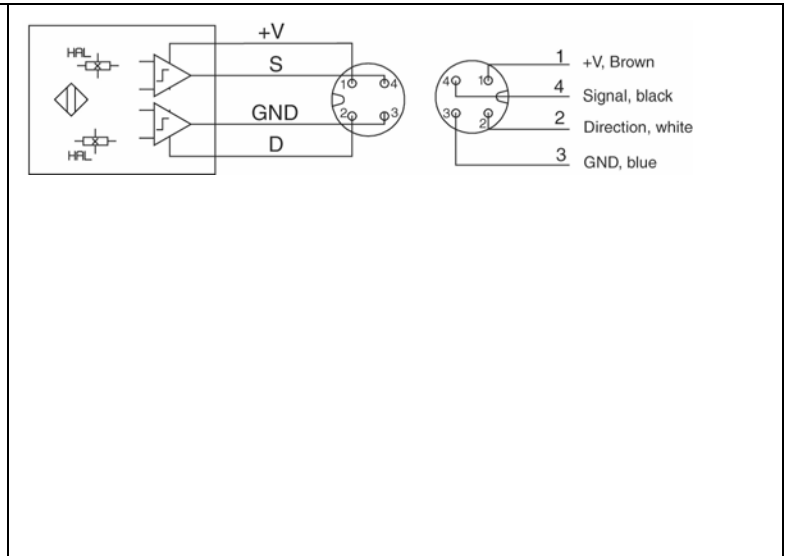 HAL
HAL
+V
S
GND
D
1 4
2 3
4 1
3 2
1 +V, Brown
4 Signal, black
2 Direction, white
3 GND, blue